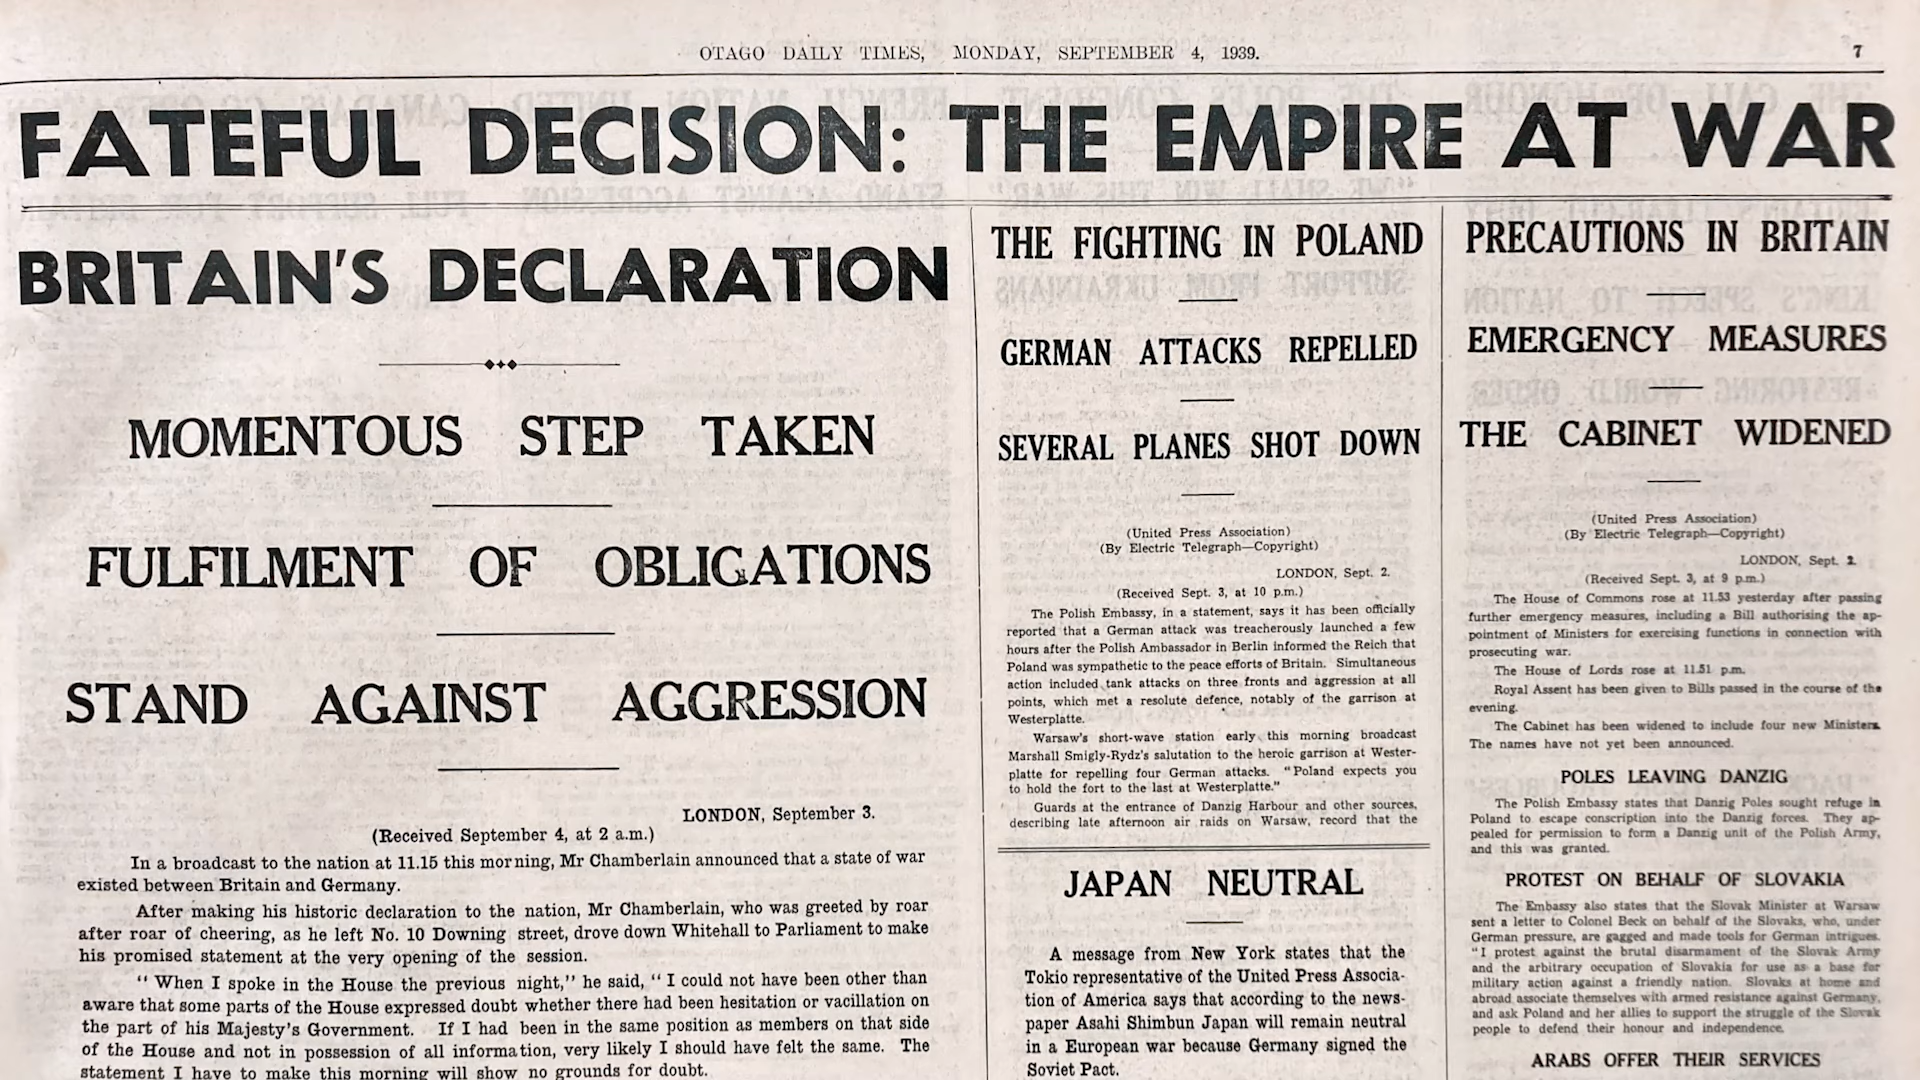 OTAGO DAILY TIMES, MONDAY, SEPTEMBER 4, 1939.
7
FATEFUL DECISION: THE EMPIRE AT WAR
BRITAIN'S DECLARATION
MOMENTOUS STEP TAKEN
FULFILMENT OF OBLIGATIONS
STAND AGAINST AGGRESSION
LONDON, September 3.
(Received September 4, at 2 a.m.)
In a broadcast to the nation at 11.15 this morning, Mr Chamberlain announced that a state of war
existed between Britain and Germany.
After making his historic declaration to the nation, Mr Chamberlain, who was greeted by roar
after roar of cheering, as he left No. 10 Downing street, drove down Whitehall to Parliament to make
his promised statement at the very opening of the session.
" When I spoke in the House the previous night," he said, " I could not have been other than
aware that some parts of the House expressed doubt whether there had been hesitation or vacillation on
the part of his Majesty's Government. If I had been in the same position as members on that side
of the House and not in possession of all information, very likely I should have felt the same. The
statement I have to make this morning will show no grounds for doubt.
THE FIGHTING IN POLAND
GERMAN ATTACKS REPELLED
SEVERAL PLANES SHOT DOWN
(United Press Association)
(By Electric Telegraph—Copyright)
LONDON, Sept. 2.
(Received Sept. 3, at 10 p.m.)
The Polish Embassy, in a statement, says it has been officially
reported that a German attack was treacherously launched a few
hours after the Polish Ambassador in Berlin informed the Reich that
Poland was sympathetic to the peace efforts of Britain. Simultaneous
action included tank attacks on three fronts and aggression at all
points, which met a resolute defence, notably of the garrison at
Westerplatte.
Warsaw's short-wave station early this morning broadcast
Marshall Smigly-Rydz's salutation to the heroic garrison at Wester-
platte for repelling four German attacks. "Poland expects you
to hold the fort to the last at Westerplatte."
Guards at the entrance of Danzig Harbour and other sources,
describing late afternoon air raids on Warsaw, record that the
JAPAN NEUTRAL
A message from New York states that the
Tokio representative of the United Press Associa-
tion of America says that according to the news-
paper Asahi Shimbun Japan will remain neutral
in a European war because Germany signed the
Soviet Pact.
PRECAUTIONS IN BRITAIN
EMERGENCY MEASURES
THE CABINET WIDENED
(United Press Association)
(By Electric Telegraph—Copyright)
LONDON, Sept. 2.
(Received Sept. 3, at 9 p.m.)
The House of Commons rose at 11.53 yesterday after passing
further emergency measures, including a Bill authorising the ap-
pointment of Ministers for exercising functions in connection with
prosecuting war.
The House of Lords rose at 11.51 p.m.
Royal Assent has been given to Bills passed in the course of the
evening.
The Cabinet has been widened to include four new Ministers.
The names have not yet been announced.
POLES LEAVING DANZIG
The Polish Embassy states that Danzig Poles sought refuge in
Poland to escape conscription into the Danzig forces. They ap-
pealed for permission to form a Danzig unit of the Polish Army,
and this was granted.
PROTEST ON BEHALF OF SLOVAKIA
The Embassy also states that the Slovak Minister at Warsaw
sent a letter to Colonel Beck on behalf of the Slovaks, who, under
German pressure, are gagged and made tools for German intrigues.
"I protest against the brutal disarmament of the Slovak Army
and the arbitrary occupation of Slovakia for use as a base for
military action against a friendly nation. Slovaks at home and
abroad associate themselves with armed resistance against Germany,
and ask Poland and her allies to support the struggle of the Slovak
people to defend their honour and independence.
ARABS OFFER THEIR SERVICES